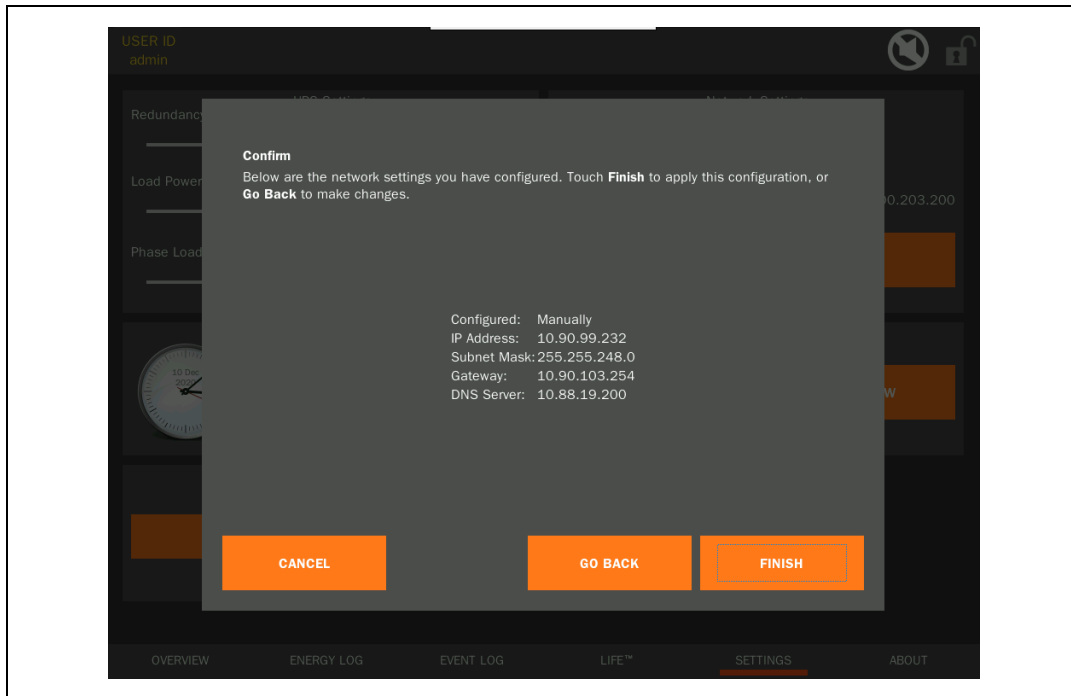 USER ID
admin
Redundancy
Load Power
Phase Load
0.203.200
10 Dec
2020
Confirm
Below are the network settings you have configured. Touch Finish to apply this configuration, or
Go Back to make changes.
Configured: Manually
IP Address: 10.90.99.232
Subnet Mask: 255.255.248.0
Gateway: 10.90.103.254
DNS Server: 10.88.19.200
CANCEL
GO BACK
FINISH
OVERVIEW
ENERGY LOG
EVENT LOG
LIFE™
SETTINGS
ABOUT